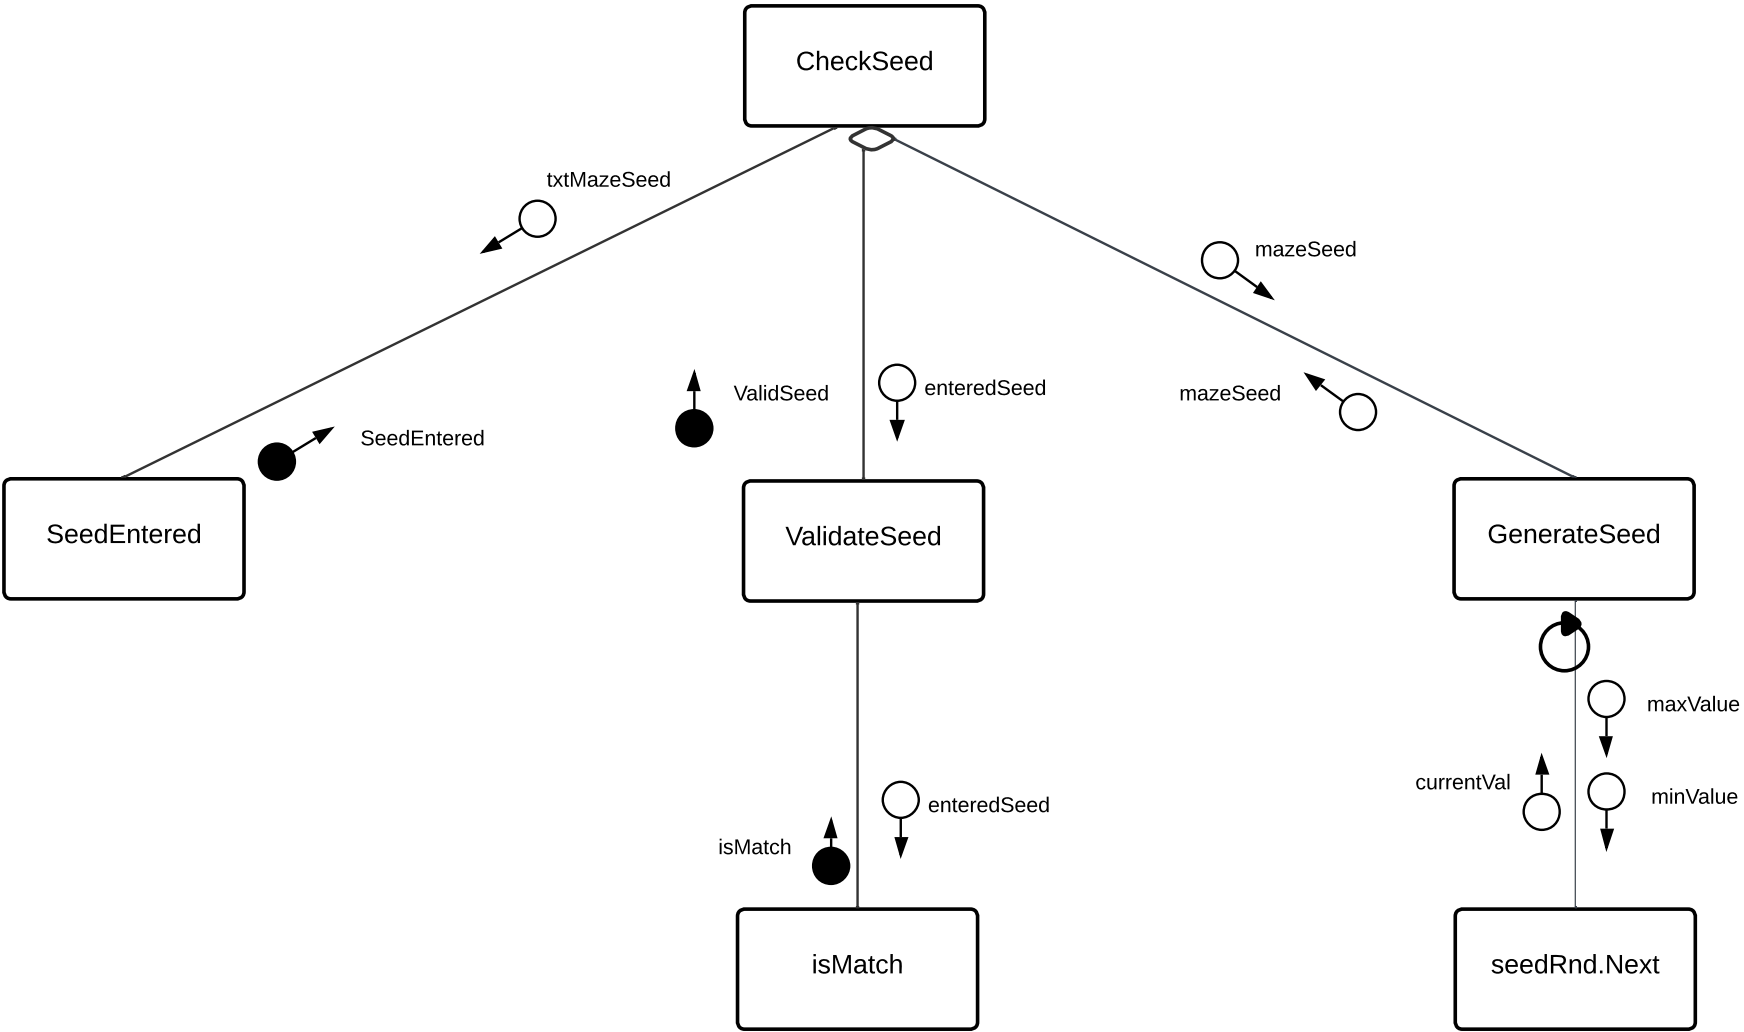 CheckSeed
txtMazeSeed
mazeSeed
ValidSeed
enteredSeed
mazeSeed
SeedEntered
SeedEntered
ValidateSeed
GenerateSeed
maxValue
currentVal
minValue
enteredSeed
isMatch
isMatch
seedRnd.Next